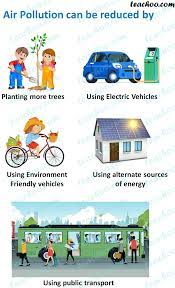 teachoo.com
Air Pollution can be reduced by
Planting more trees
Using Electric Vehicles
Using Environment
Friendly vehicles
Using alternate sources
of energy
Using public transport